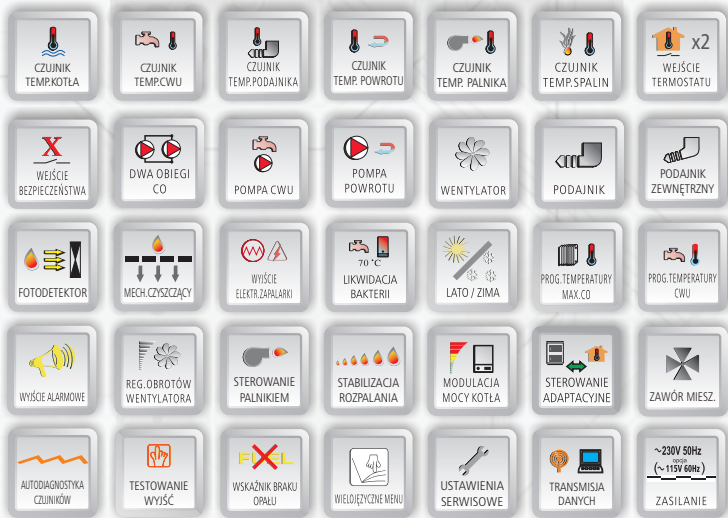 CZUJNIK
TEMP.KOTŁA
CZUJNIK
TEMP.CWU
CZUJNIK
TEMP.PODAJNIKA
CZUJNIK
TEMP. POWROTU
CZUJNIK
TEMP. PALNIKA
CZUJNIK
TEMP.SPALIN
x2
WEJŚCIE
TERMOSTATU
X
WEJŚCIE
BEZPIECZEŃSTWA
DWA OBIEGI
CO
POMPA CWU
POMPA
POWROTU
WENTYLATOR
PODAJNIK
PODAJNIK
ZEWNĘTRZNY
FOTODETEKTOR
MECH.CZYSZCZĄCY
WYJŚCIE
ELEKTR.ZAPALARKI
70 °C
LIKWIDACJA
BAKTERII
LATO / ZIMA
PROG.TEMPERATURY
MAX.CO
PROG.TEMPERATURY
CWU
WYJŚCIE ALARMOWE
REG.OBROTÓW
WENTYLATORA
STEROWANIE
PALNIKIEM
STABILIZACJA
ROZPALANIA
MODULACJA
MOCY KOTŁA
STEROWANIE
ADAPTACYJNE
ZAWÓR MIESZ.
AUTODIAGNOSTYKA
CZUJNIKÓW
TESTOWANIE
WYJŚĆ
FUEL
WSKAŹNIK BRAKU
OPAŁU
WIELOJĘZYCZNE MENU
USTAWIENIA
SERWISOWE
TRANSMISJA
DANYCH
~230V 50Hz
opcja
(~ 115V 60Hz)
ZASILANIE